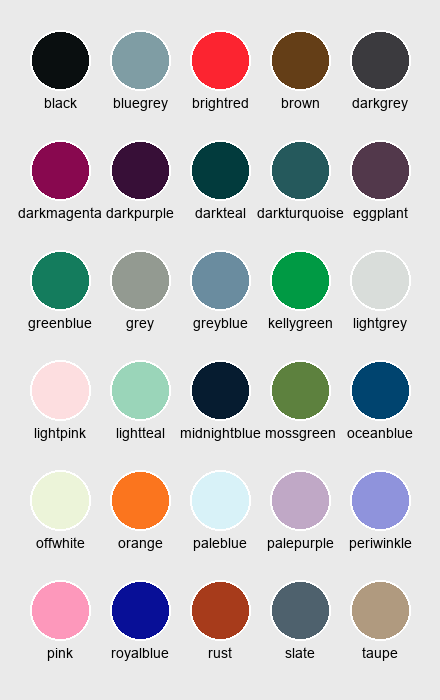 black bluegrey brightred brown darkgrey
darkmagenta darkpurple darkteal darkturquoise eggplant
greenblue grey greyblue kellygreen lightgrey
lightpink lightteal midnightblue mossgreen oceanblue
offwhite orange paleblue palepurple periwinkle
pink royalblue rust slate taupe